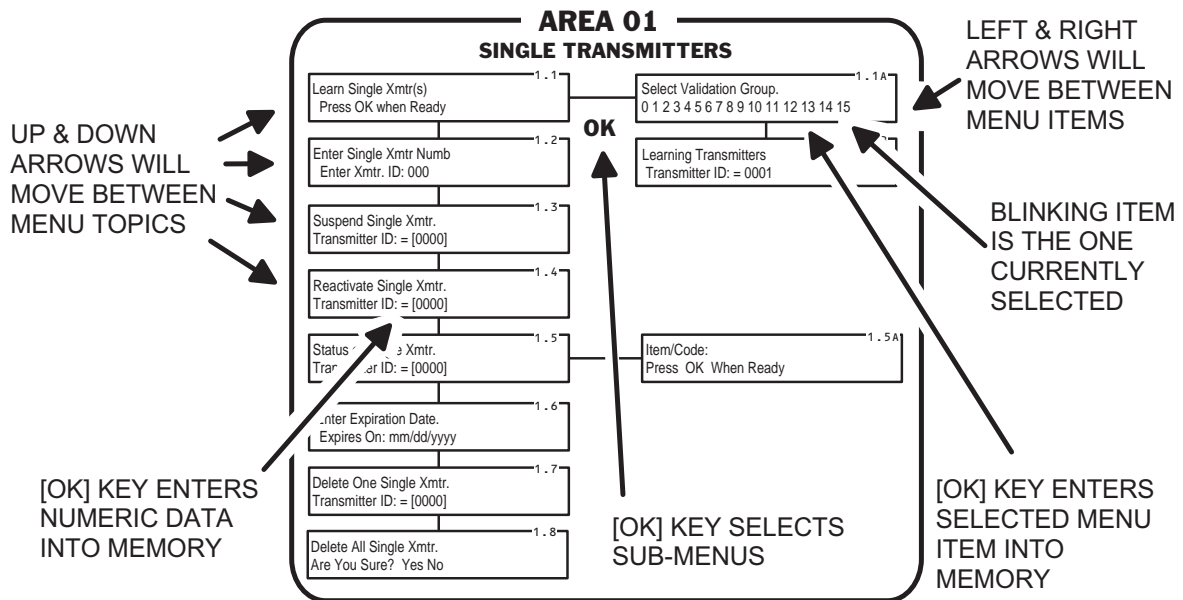 AREA 01
SINGLE TRANSMITTERS
UP & DOWN
ARROWS WILL
MOVE BETWEEN
MENU TOPICS
1.1
Learn Single Xmtr(s)
Press OK when Ready
1.2
Enter Single Xmtr Numb
Enter Xmtr. ID: 000
1.3
Suspend Single Xmtr.
Transmitter ID: = [0000]
1.4
Reactivate Single Xmtr.
Transmitter ID: = [0000]
1.5
Status Xmtr.
ID: = [0000]
1.6
Enter Expiration Date.
Expires On: mm/dd/yyyy
1.7
Delete One Single Xmtr.
Transmitter ID: = [0000]
1.8
Delete All Single Xmtr.
Are You Sure? Yes No
OK
1.1A
Select Validation Group.
0 1 2 3 4 5 6 7 8 9 10 11 12 13 14 15
Learning Transmitters
Transmitter ID: = 0001
1.5A
Item/Code:
Press OK When Ready
LEFT & RIGHT
ARROWS WILL
MOVE BETWEEN
MENU ITEMS
BLINKING ITEM
IS THE ONE
CURRENTLY
SELECTED
[OK] KEY ENTERS
NUMERIC DATA
INTO MEMORY
[OK] KEY SELECTS
SUB-MENUS
[OK] KEY ENTERS
SELECTED MENU
ITEM INTO
MEMORY